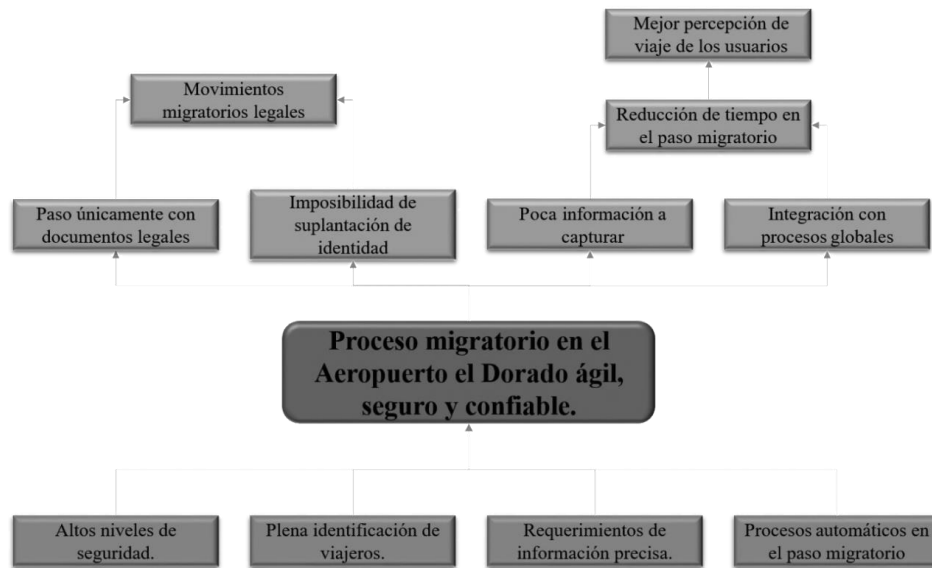 Mejor percepción de
viaje de los usuarios
Movimientos
migratorios legales
Reducción de tiempo en
el paso migratorio
Paso únicamente con
documentos legales
Imposibilidad de
suplantación de
identidad
Poca información a
capturar
Integración con
procesos globales
Proceso migratorio en el
Aeropuerto el Dorado ágil,
seguro y confiable.
Altos niveles de
seguridad.
Plena identificación de
viajeros.
Requerimientos de
información precisa.
Procesos automáticos en
el paso migratorio